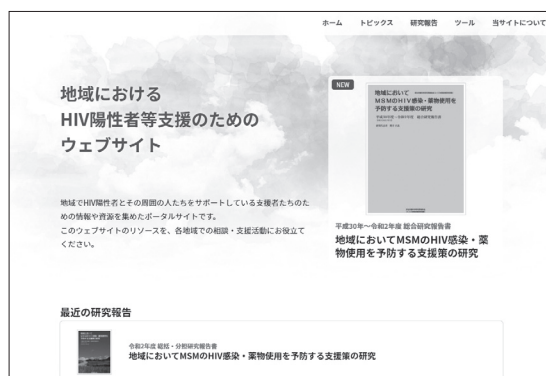 ホーム トピックス 研究報告 ツール 当サイトについて
地域における
HIV陽性者等支援のための
ウェブサイト
地域でHIV陽性者とその周囲の人たちをサポートしている支援者たちのた
めの情報や資源を集めたポータルサイトです。
このウェブサイトのリソースを、各地域での相談・支援活動にお役立て
ください。
NEW
地域において
MSMのHIV感染・薬物使用を
予防する支援策の研究
平成30年〜令和2年度 総合研究報告書
地域においてMSMのHIV感染・薬
物使用を予防する支援策の研究
最近の研究報告
令和2年度 総括・分担研究報告書
地域においてMSMのHIV感染・薬物使用を予防する支援策の研究